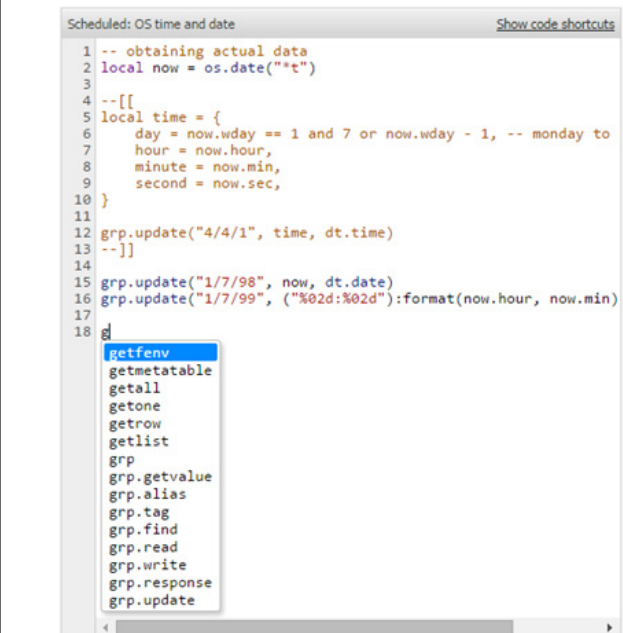 Scheduled: OS time and date Show code shortcuts
1 -- obtaining actual data
2 local now = os.date("*t")
3
4 --[[
5 local time = {
6     day = now.wday == 1 and 7 or now.wday - 1, -- monday to
7     hour = now.hour,
8     minute = now.min,
9     second = now.sec,
10 }
11
12 grp.update("4/4/1", time, dt.time)
13 --]]
14
15 grp.update("1/7/98", now, dt.date)
16 grp.update("1/7/99", ("%02d:%02d"):format(now.hour, now.min)
17
18 g
getfenv
getmetatable
getall
getone
getrow
getlist
grp
grp.getvalue
grp.alias
grp.tag
grp.find
grp.read
grp.write
grp.response
grp.update